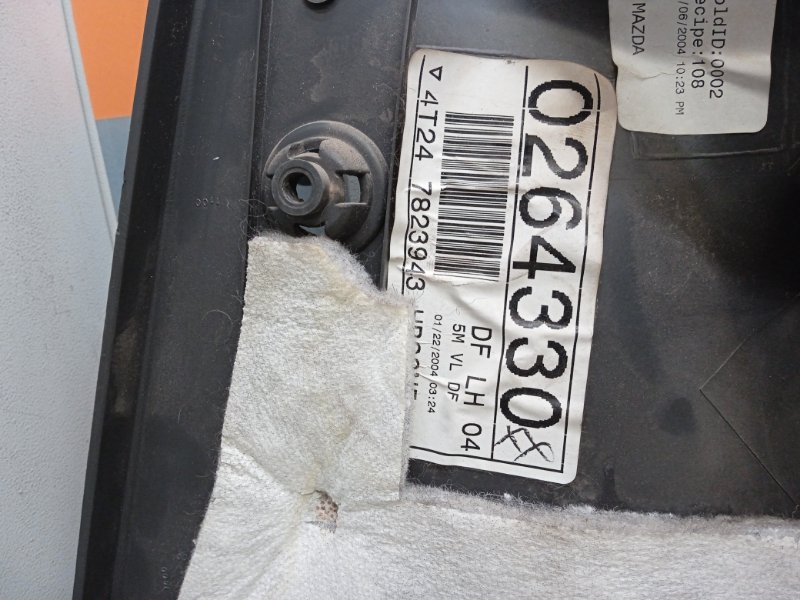 0264330
4T24 7823943
DF LH 04
5M VL DF
01/22/2004 03:24
oldID:0002
ecipe:108
/06/2004 10:23 PM
MAZDA